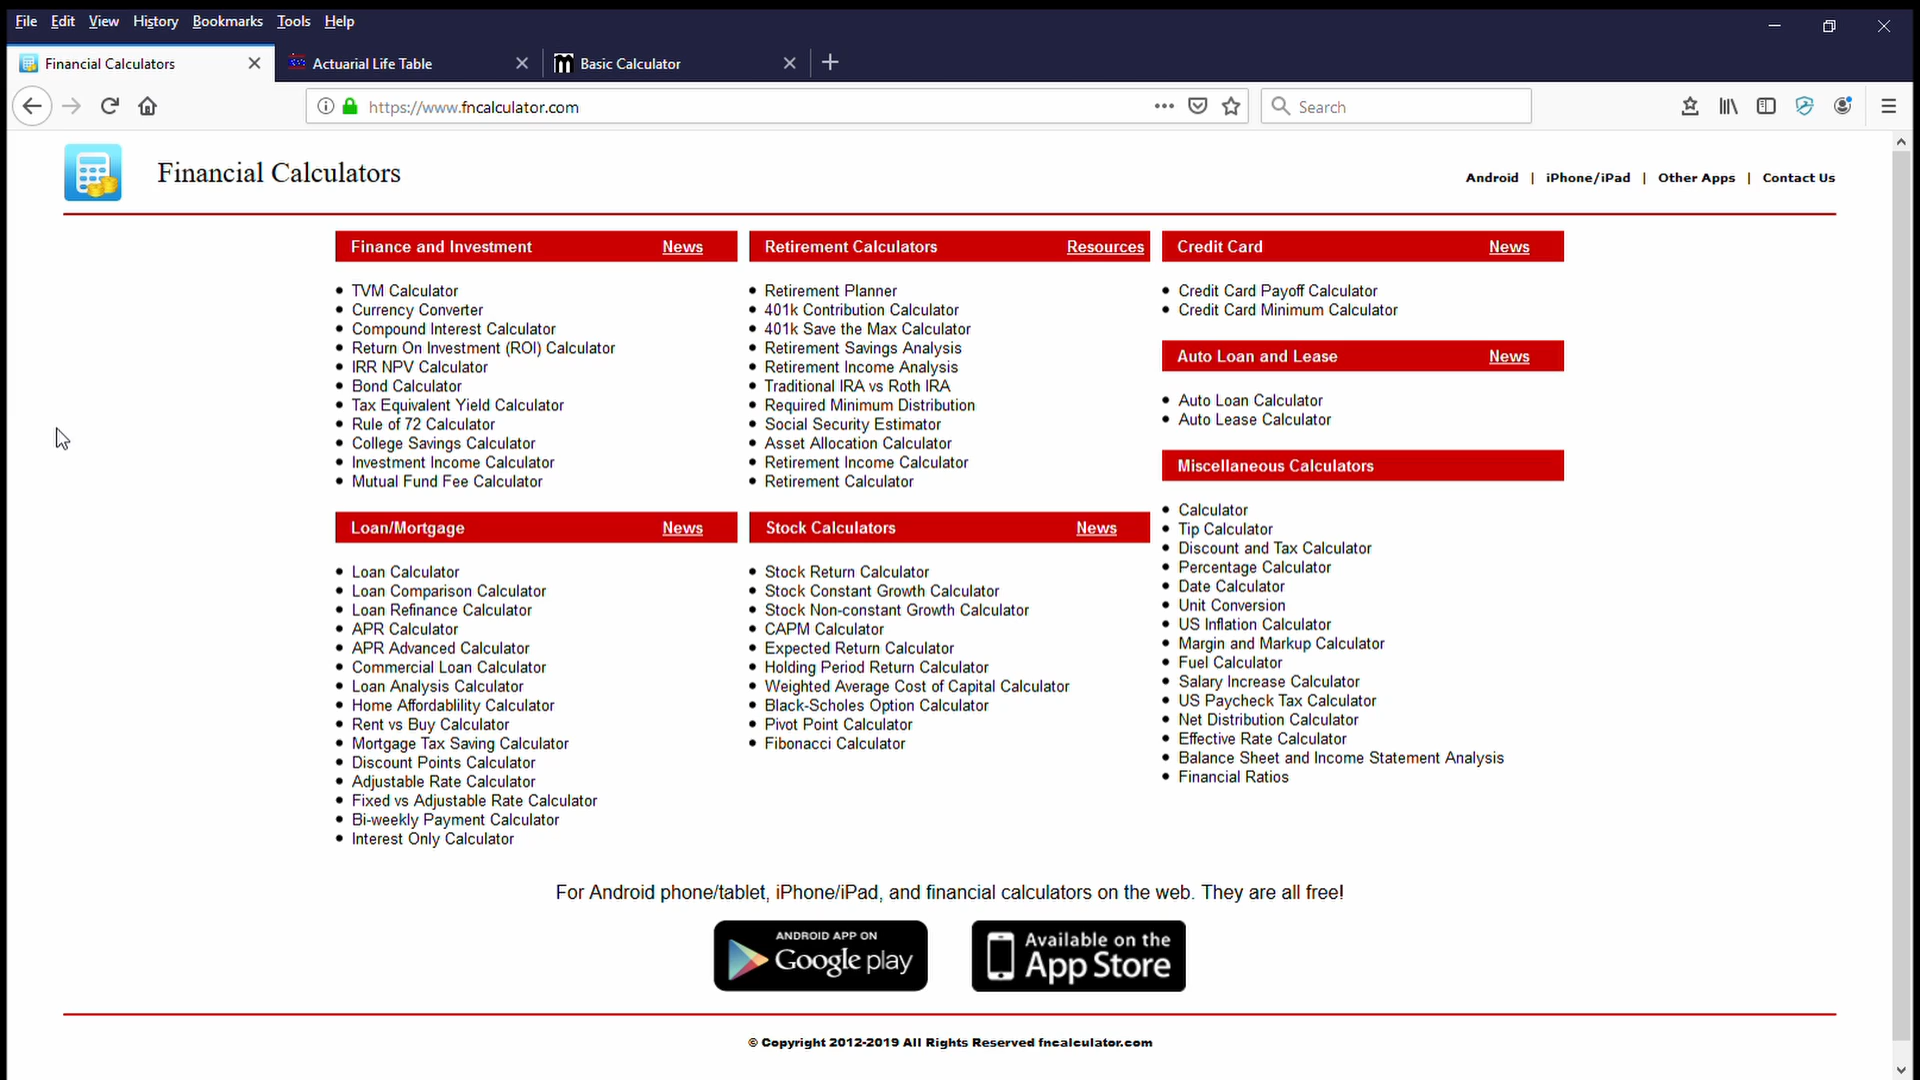 File Edit View History Bookmarks Tools Help
Financial Calculators
Actuarial Life Table
Basic Calculator
https://www.fncalculator.com
Search
Financial Calculators
Android | iPhone/iPad | Other Apps | Contact Us
Finance and Investment News
TVM Calculator
Currency Converter
Compound Interest Calculator
Return On Investment (ROI) Calculator
IRR NPV Calculator
Bond Calculator
Tax Equivalent Yield Calculator
Rule of 72 Calculator
College Savings Calculator
Investment Income Calculator
Mutual Fund Fee Calculator
Loan/Mortgage News
Loan Calculator
Loan Comparison Calculator
Loan Refinance Calculator
APR Calculator
APR Advanced Calculator
Commercial Loan Calculator
Loan Analysis Calculator
Home Affordablility Calculator
Rent vs Buy Calculator
Mortgage Tax Saving Calculator
Discount Points Calculator
Adjustable Rate Calculator
Fixed vs Adjustable Rate Calculator
Bi-weekly Payment Calculator
Interest Only Calculator
Retirement Calculators Resources
Retirement Planner
401k Contribution Calculator
401k Save the Max Calculator
Retirement Savings Analysis
Retirement Income Analysis
Traditional IRA vs Roth IRA
Required Minimum Distribution
Social Security Estimator
Asset Allocation Calculator
Retirement Income Calculator
Retirement Calculator
Stock Calculators News
Stock Return Calculator
Stock Constant Growth Calculator
Stock Non-constant Growth Calculator
CAPM Calculator
Expected Return Calculator
Holding Period Return Calculator
Weighted Average Cost of Capital Calculator
Black-Scholes Option Calculator
Pivot Point Calculator
Fibonacci Calculator
Credit Card News
Credit Card Payoff Calculator
Credit Card Minimum Calculator
Auto Loan and Lease News
Auto Loan Calculator
Auto Lease Calculator
Miscellaneous Calculators
Calculator
Tip Calculator
Discount and Tax Calculator
Percentage Calculator
Date Calculator
Unit Conversion
US Inflation Calculator
Margin and Markup Calculator
Fuel Calculator
Salary Increase Calculator
US Paycheck Tax Calculator
Net Distribution Calculator
Effective Rate Calculator
Balance Sheet and Income Statement Analysis
Financial Ratios
For Android phone/tablet, iPhone/iPad, and financial calculators on the web. They are all free!
ANDROID APP ON
Google play
Available on the
App Store
© Copyright 2012-2019 All Rights Reserved fncalculator.com